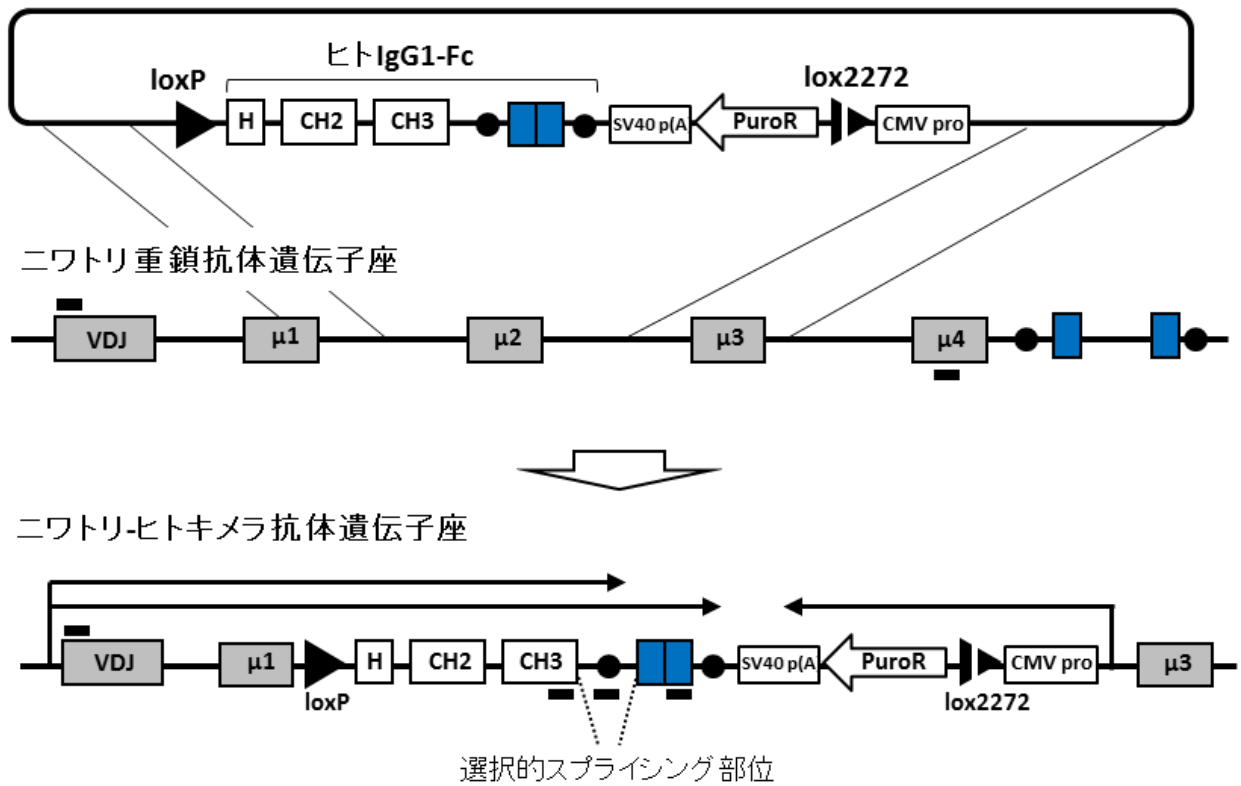 ヒトIgG1-Fc
loxP
lox2272
H
CH2
CH3
SV40 p(A
PuroR
CMV pro
ニワトリ重鎖抗体遺伝子座
VDJ
μ1
μ2
μ3
μ4
ニワトリ-ヒトキメラ抗体遺伝子座
VDJ
μ1
H
CH2
CH3
SV40 p(A
PuroR
CMV pro
μ3
loxP
lox2272
選択的スプライシング部位